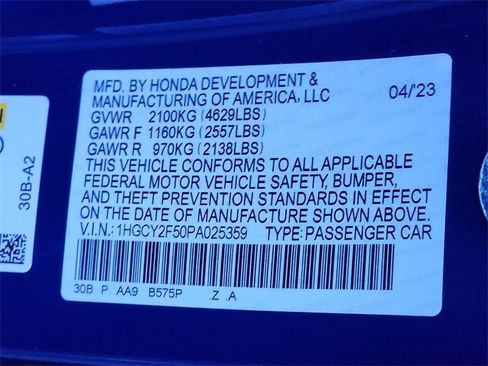 MFD. BY HONDA DEVELOPMENT &
MANUFACTURING OF AMERICA, LLC 04/'23
GVWR 2100KG (4629LBS)
GAWR F 1160KG (2557LBS)
GAWR R 970KG (2138LBS)
THIS VEHICLE CONFORMS TO ALL APPLICABLE
FEDERAL MOTOR VEHICLE SAFETY, BUMPER,
AND THEFT PREVENTION STANDARDS IN EFFECT
ON THE DATE OF MANUFACTURE SHOWN ABOVE.
V.I.N.: 1HGCY2F50PA025359 TYPE: PASSENGER CAR
30B P AA9 B575P .Z .A
30B-A2